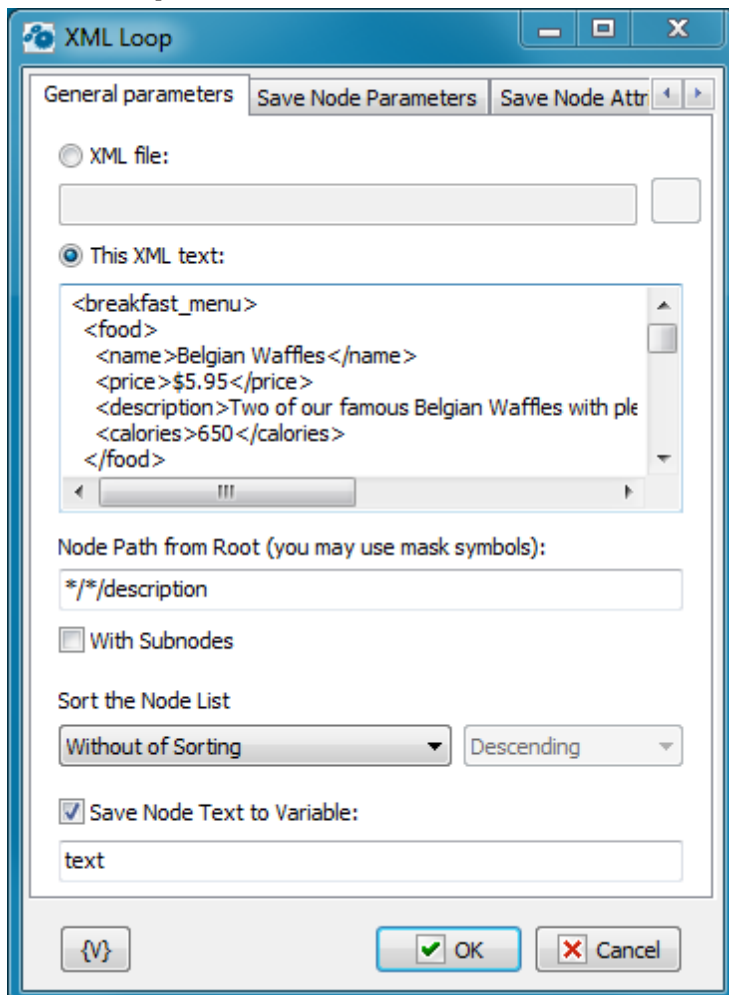 XML Loop
General parameters Save Node Parameters Save Node Attr
XML file:
This XML text:
<breakfast_menu>
<food>
<name>Belgian Waffles</name>
<price>$5.95</price>
<description>Two of our famous Belgian Waffles with ple
<calories>650</calories>
</food>
Node Path from Root (you may use mask symbols):
*/*/description
With Subnodes
Sort the Node List
Without of Sorting Descending
Save Node Text to Variable:
text
{V} OK Cancel